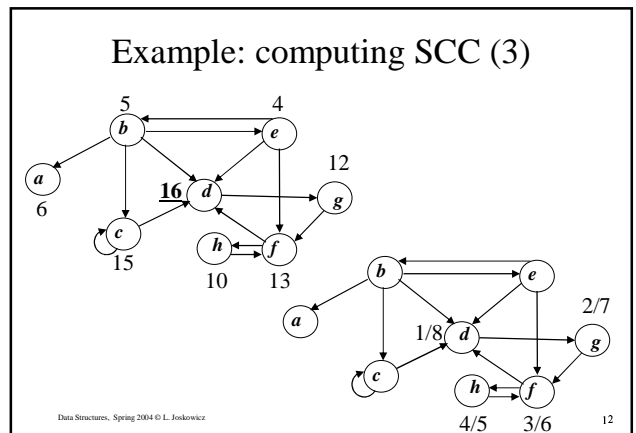 Example: computing SCC (3)
5 4
b e
12
a 16 d
6 g
c h f
15 10 13
b e
2/7
a 1/8 d
g
c h f
4/5 3/6
Data Structures, Spring 2004 © L. Joskowicz 12